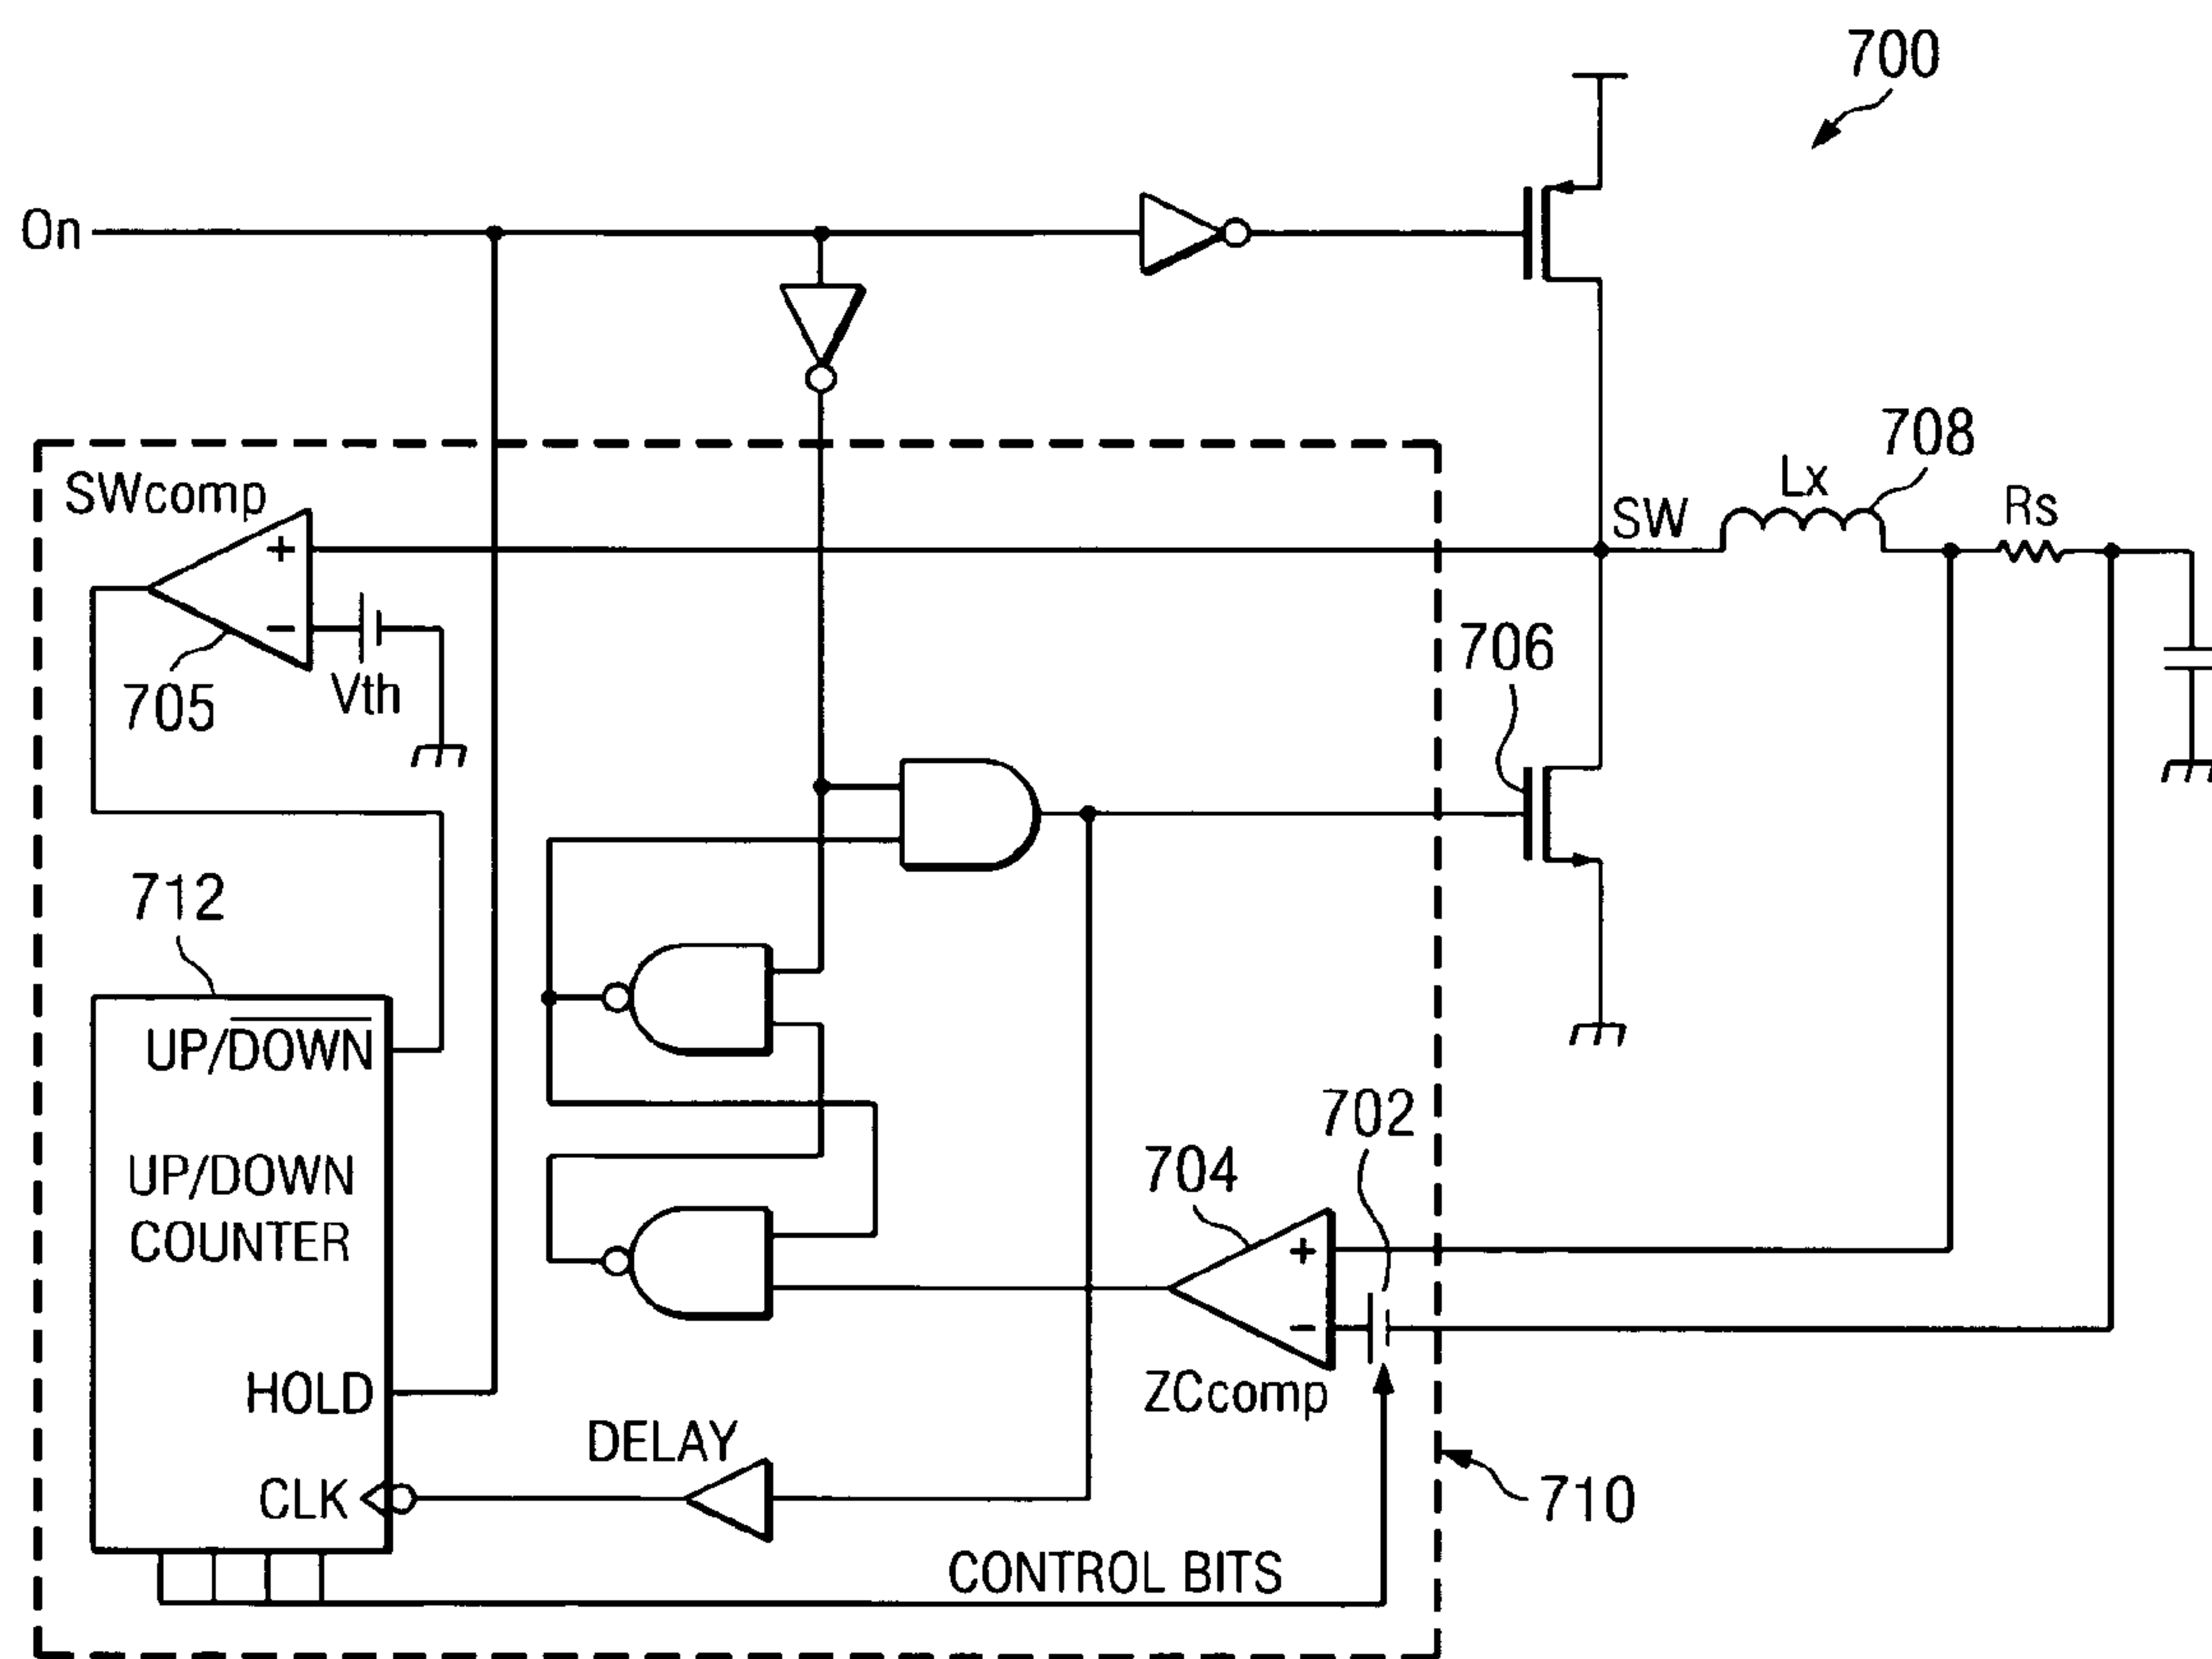 700
On
708
Lx
SW
Rs
SWcomp
+
−
705
Vth
706
712
UP/DOWN
UP/DOWN
COUNTER
702
704
+
−
ZCcomp
HOLD
DELAY
CLK
710
CONTROL BITS